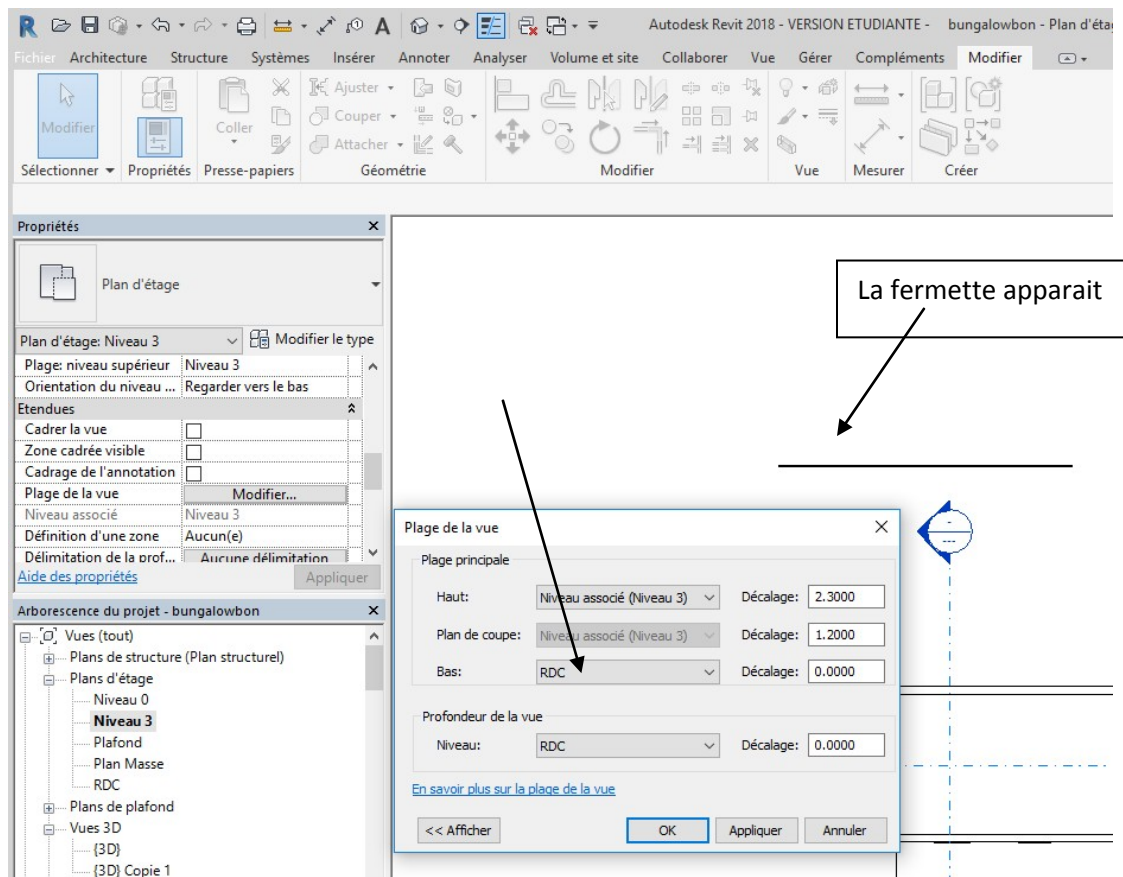 Autodesk Revit 2018 - VERSION ETUDIANTE - bungalowbon - Plan d'éta
Fichier Architecture Structure Systèmes Insérer Annoter Analyser Volume et site Collaborer Vue Gérer Compléments Modifier
Modifier Coller Ajuster
Couper
Attacher
Sélectionner Propriétés Presse-papiers Géométrie Modifier Vue Mesurer Créer
Propriétés
Plan d'étage
Plan d'étage: Niveau 3 Modifier le type
Plage: niveau supérieur Niveau 3
Orientation du niveau ... Regarder vers le bas
Etendues
Cadrer la vue
Zone cadrée visible
Cadrage de l'annotation
Plage de la vue Modifier...
Niveau associé Niveau 3
Définition d'une zone Aucun(e)
Délimitation de la prof... Aucune délimitation
Aide des propriétés Appliquer
Arborescence du projet - bungalowbon
Vues (tout)
Plans de structure (Plan structurel)
Plans d'étage
Niveau 0
Niveau 3
Plafond
Plan Masse
RDC
Plans de plafond
Vues 3D
{3D}
{3D} Copie 1
La fermette apparait
Plage de la vue
Plage principale
Haut: Niveau associé (Niveau 3) Décalage: 2.3000
Plan de coupe: Niveau associé (Niveau 3) Décalage: 1.2000
Bas: RDC Décalage: 0.0000
Profondeur de la vue
Niveau: RDC Décalage: 0.0000
En savoir plus sur la plage de la vue
<< Afficher OK Appliquer Annuler